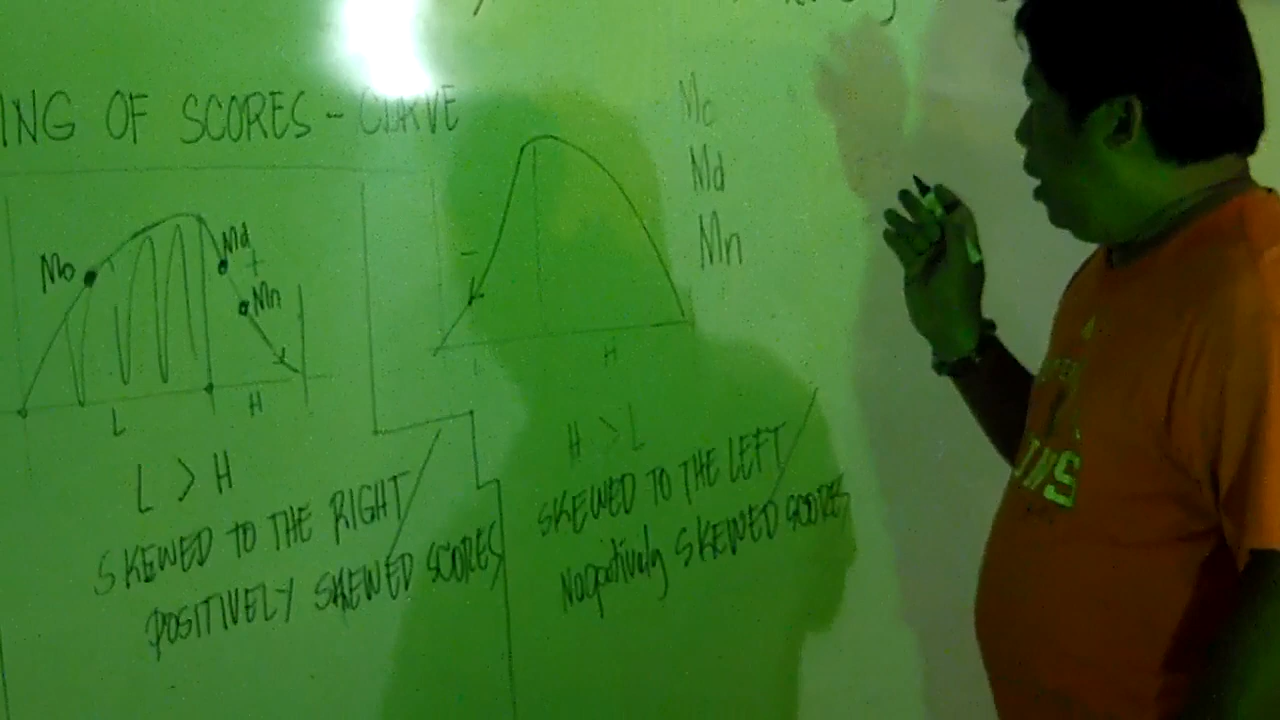 ING OF SCORES - CURVE
Mo
Md
+
Mn
L
H
L > H
SKEWED TO THE RIGHT/
POSITIVELY SKEWED SCORES
-
H
H > L
SKEWED TO THE LEFT/
Negatively SKEWED SCORES
Md
Mn